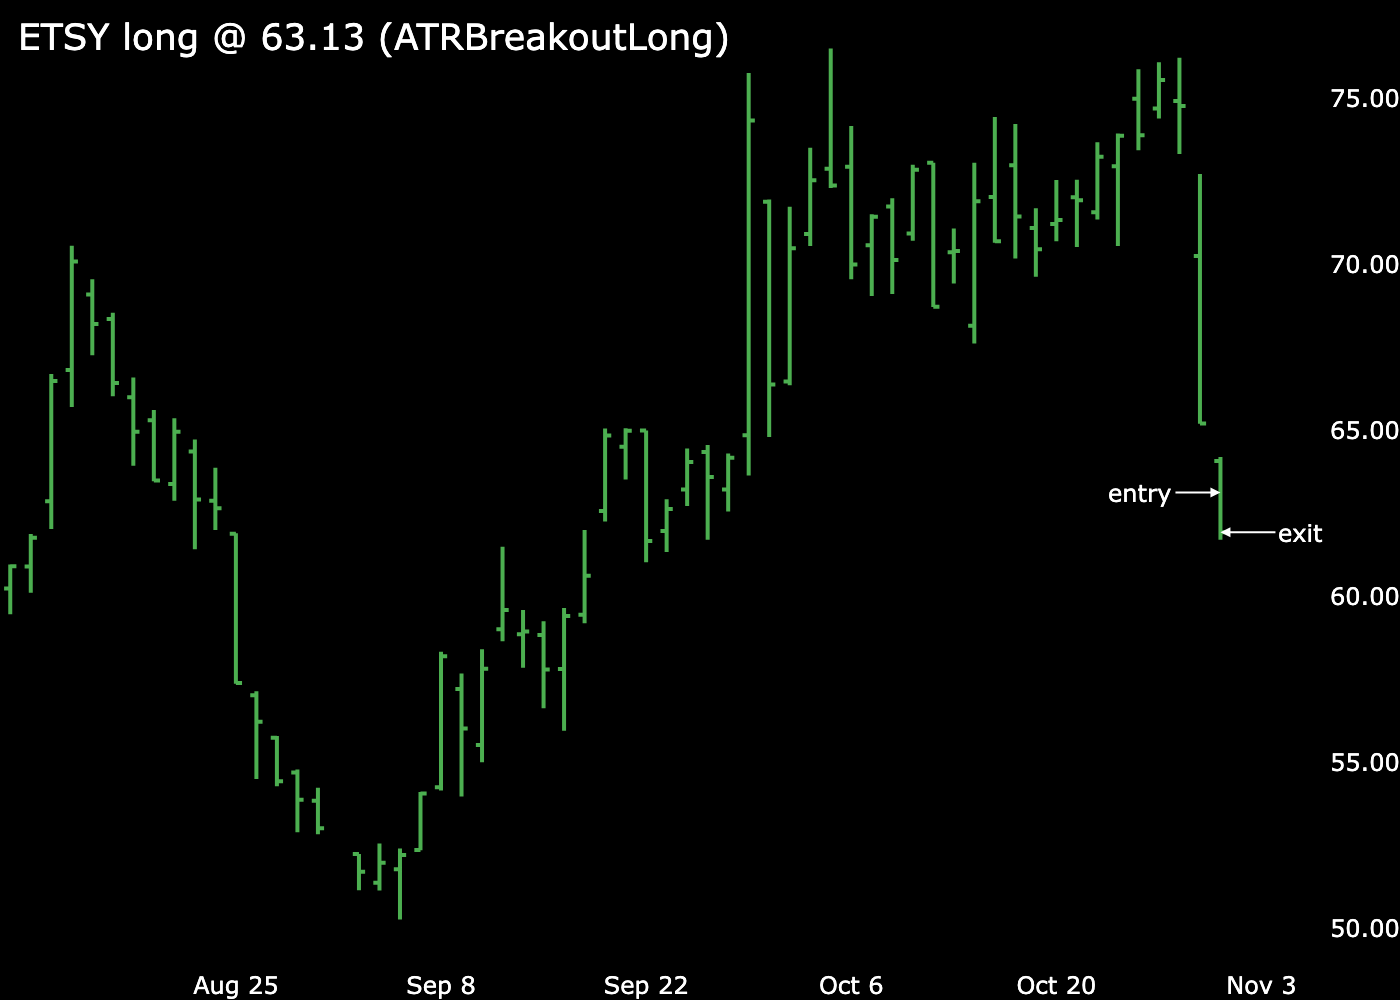 ETSY long @ 63.13 (ATRBreakoutLong)
75.00
70.00
65.00
entry
exit
60.00
55.00
50.00
Aug 25 Sep 8 Sep 22 Oct 6 Oct 20 Nov 3